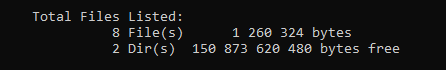 Total Files Listed:
8 File(s) 1 260 324 bytes
2 Dir(s) 150 873 620 480 bytes free